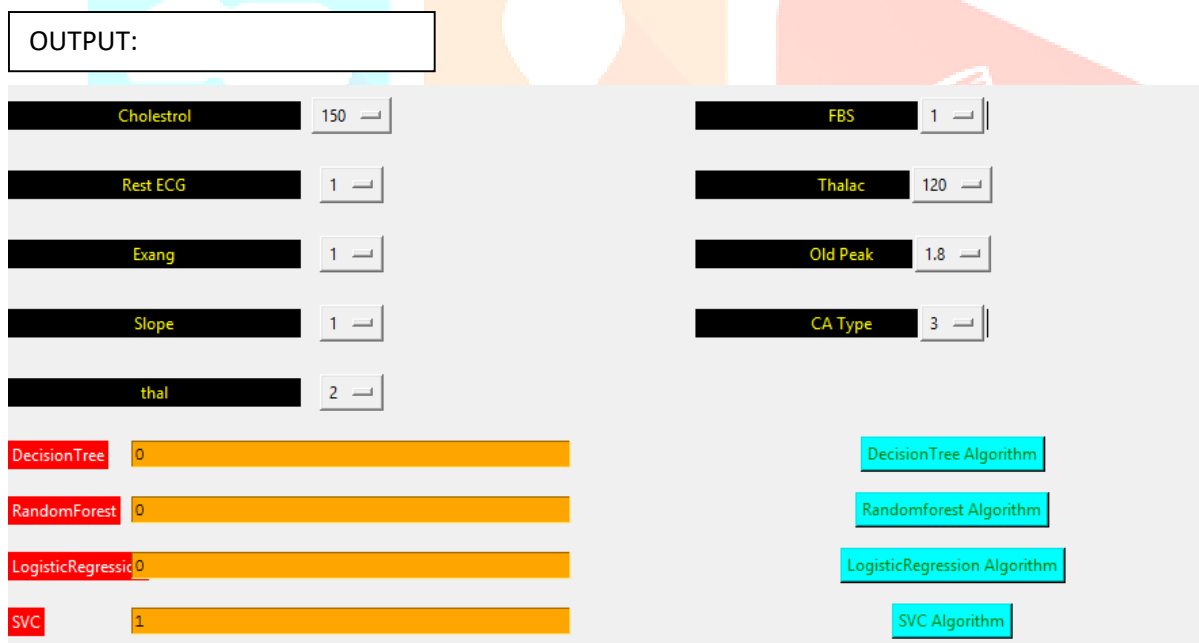 OUTPUT:
Cholestrol 150 FBS 1
Rest ECG 1 Thalac 120
Exang 1 Old Peak 1.8
Slope 1 CA Type 3
thal 2
DecisionTree 0 DecisionTree Algorithm
RandomForest 0 Randomforest Algorithm
LogisticRegressic 0 LogisticRegression Algorithm
SVC 1 SVC Algorithm